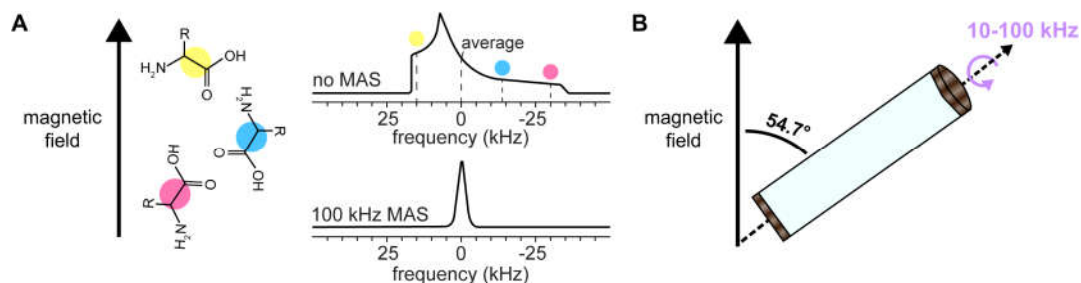 A
magnetic
field
R
H₂N
OH
O
H₂N
R
O
OH
OH
O
R
H₂N
no MAS
average
25
0
-25
frequency (kHz)
100 kHz MAS
25
0
-25
frequency (kHz)
B
magnetic
field
54.7°
10-100 kHz